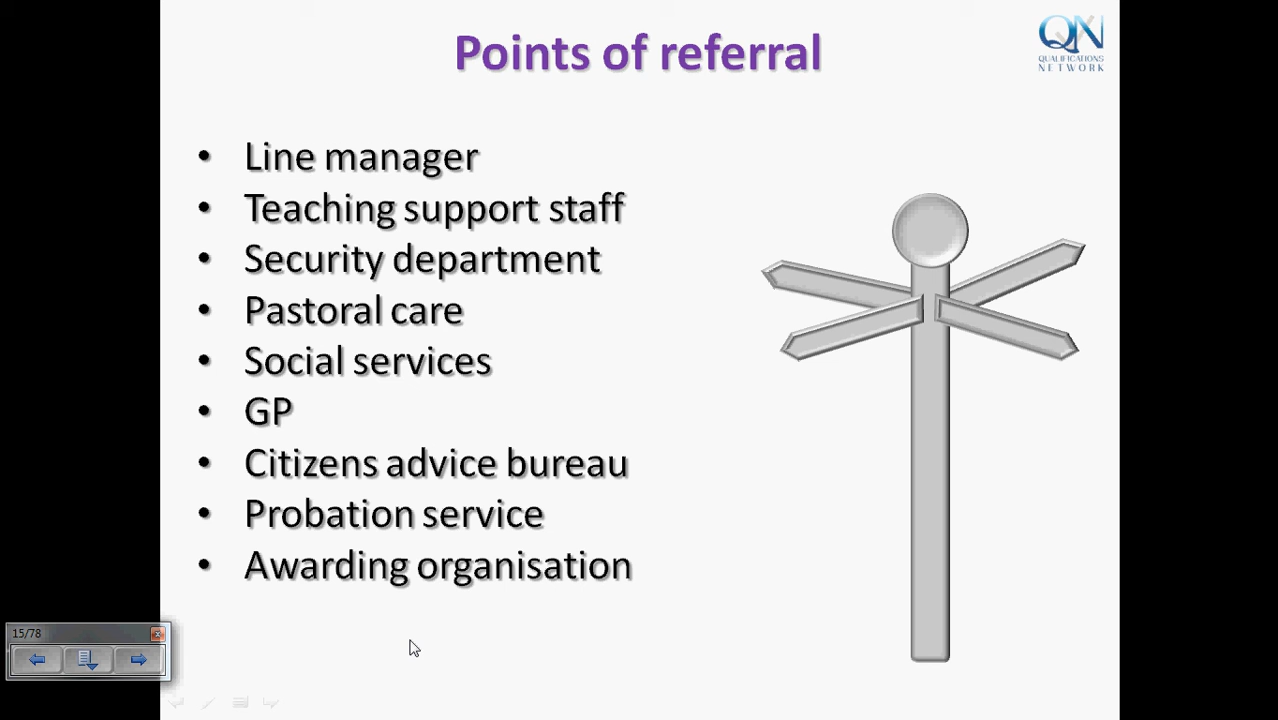 Points of referral
QN
QUALIFICATIONS
NETWORK
• Line manager
• Teaching support staff
• Security department
• Pastoral care
• Social services
• GP
• Citizens advice bureau
• Probation service
• Awarding organisation
15/78